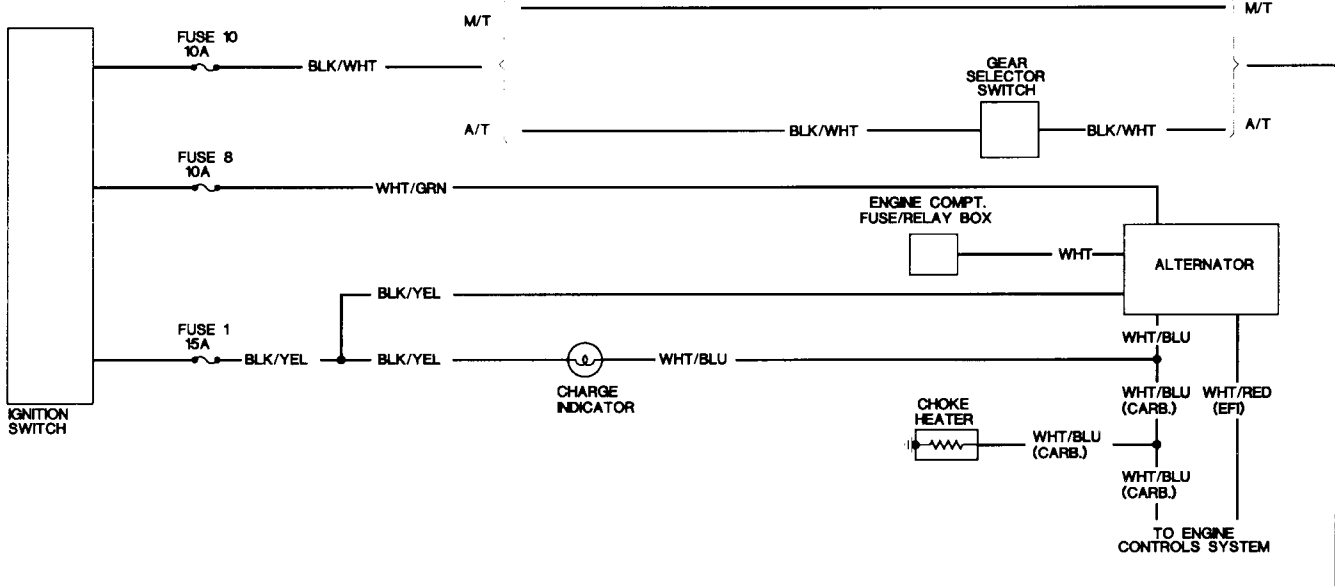 M/T
M/T
FUSE 10
10A
BLK/WHT
GEAR
SELECTOR
SWITCH
A/T
BLK/WHT
BLK/WHT
A/T
FUSE 8
10A
WHT/GRN
ENGINE COMPT.
FUSE/RELAY BOX
WHT
ALTERNATOR
BLK/YEL
FUSE 1
15A
BLK/YEL
BLK/YEL
WHT/BLU
WHT/BLU
CHARGE
INDICATOR
IGNITION
SWITCH
WHT/BLU
(CARB.)
WHT/RED
(EFI)
CHOKE
HEATER
WHT/BLU
(CARB.)
WHT/BLU
(CARB.)
TO ENGINE
CONTROLS SYSTEM